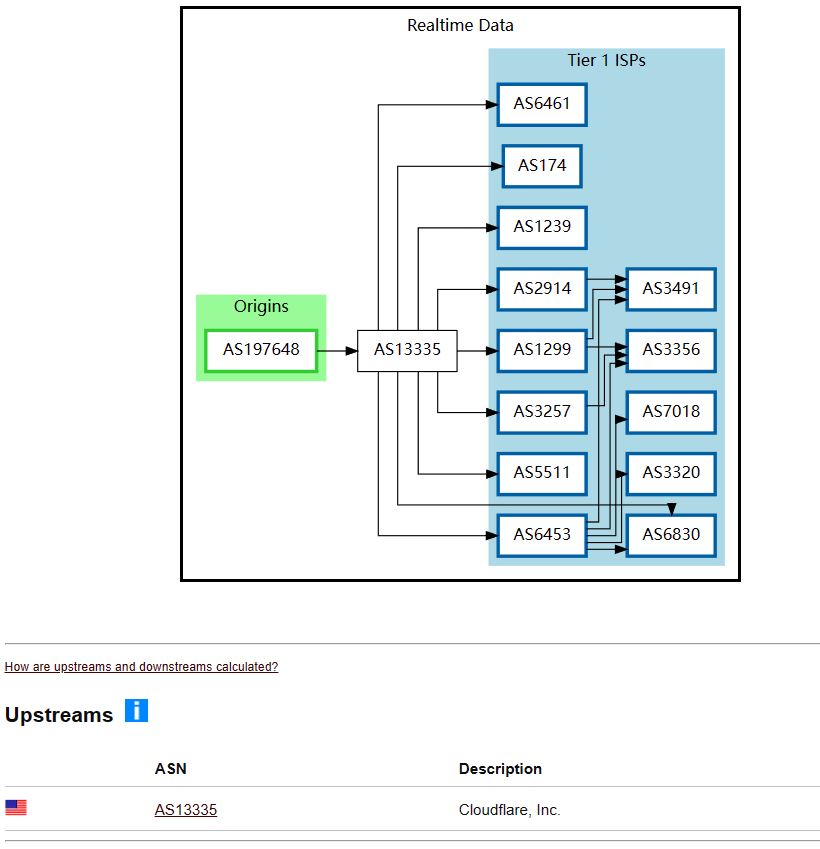 Realtime Data
Tier 1 ISPs
AS6461
AS174
AS1239
AS2914
AS3491
Origins
AS197648
AS13335
AS1299
AS3356
AS3257
AS7018
AS5511
AS3320
AS6453
AS6830
How are upstreams and downstreams calculated?
Upstreams i
ASN Description
AS13335 Cloudflare, Inc.